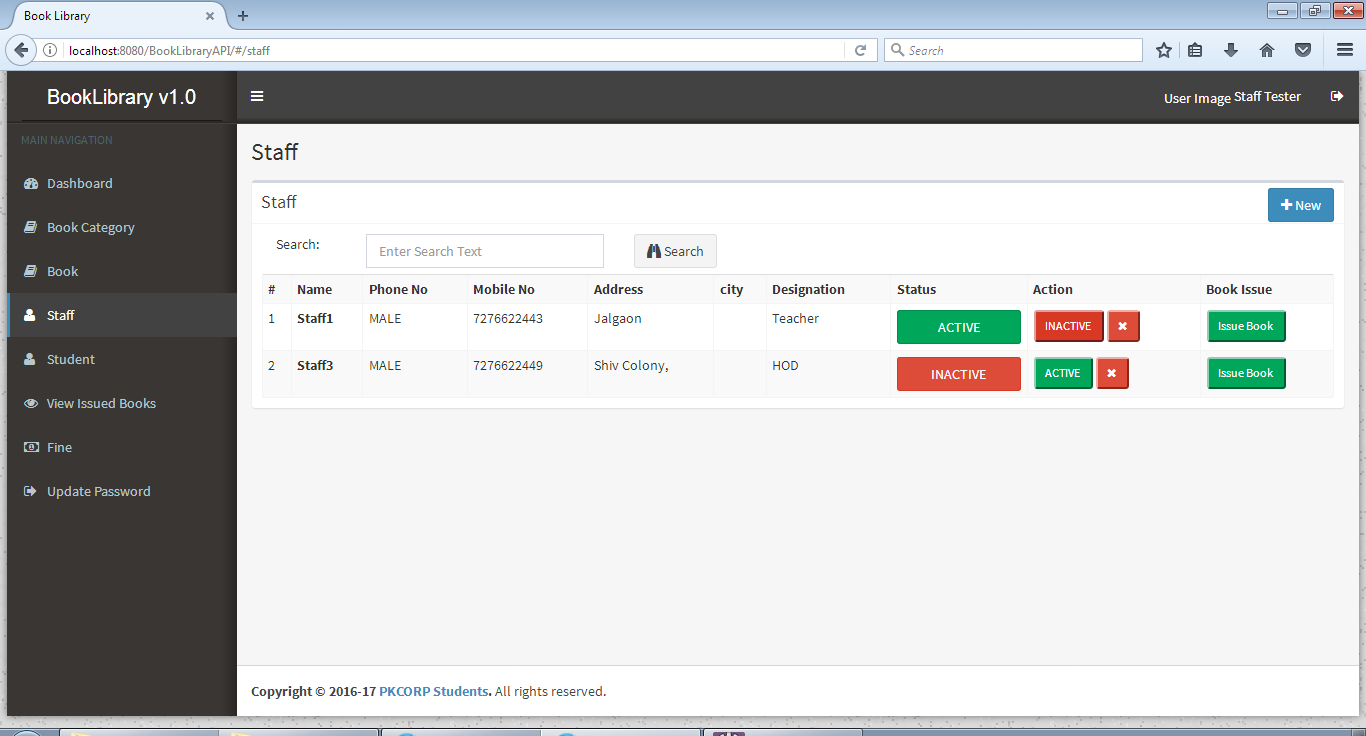 Book Library
localhost:8080/BookLibraryAPI/#/staff
Search
BookLibrary v1.0
User Image Staff Tester
MAIN NAVIGATION
Dashboard
Book Category
Book
Staff
Student
View Issued Books
Fine
Update Password
Staff
Staff
New
Search:
Enter Search Text
Search
# Name Phone No Mobile No Address city Designation Status Action Book Issue
1 Staff1 MALE 7276622443 Jalgaon Teacher ACTIVE INACTIVE Issue Book
2 Staff3 MALE 7276622449 Shiv Colony, HOD INACTIVE ACTIVE Issue Book
Copyright © 2016-17 PKCORP Students. All rights reserved.